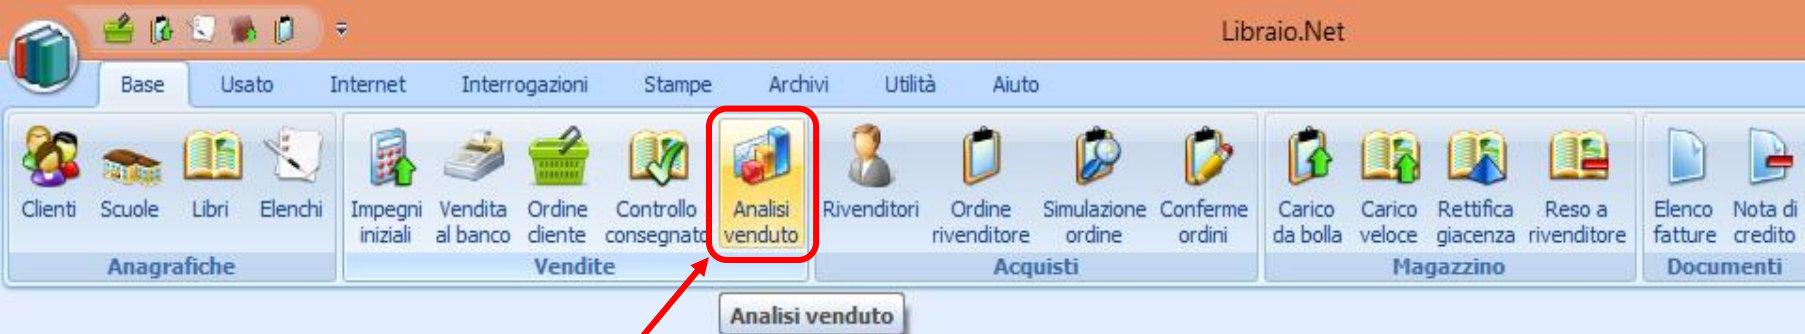 Libraio.Net
Base Usato Internet Interrogazioni Stampe Archivi Utilità Aiuto
Clienti Scuole Libri Elenchi Impegni iniziali Vendita al banco Ordine cliente Controllo consegnato Analisi venduto Rivenditori Ordine rivenditore Simulazione ordine Conferme ordini Carico da bolla Carico veloce Rettifica giacenza Reso a rivenditore Elenco fatture Nota di credito
Anagrafiche Vendite Acquisti Magazzino Documenti
Analisi venduto